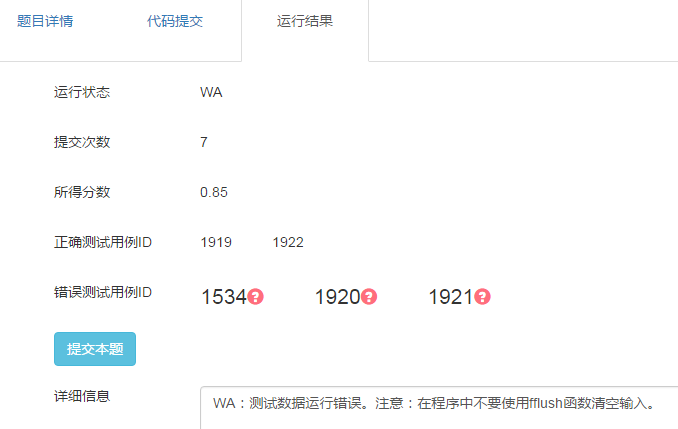 题目详情 代码提交 运行结果
运行状态 WA
提交次数 7
所得分数 0.85
正确测试用例ID 1919 1922
错误测试用例ID 1534? 1920? 1921?
提交本题
详细信息 WA：测试数据运行错误。注意：在程序中不要使用fflush函数清空输入。